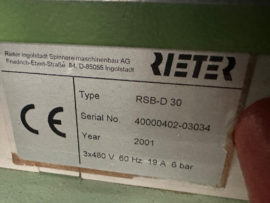 Rieter Ingolstadt Spinnereimaschinenbau AG
Friedrich-Ebert-Straße 84, D-85055 Ingolstadt
RIETER
CE
Type RSB-D 30
Serial No. 40000402-03034
Year 2001
3x480 V 60 Hz 19 A 6 bar